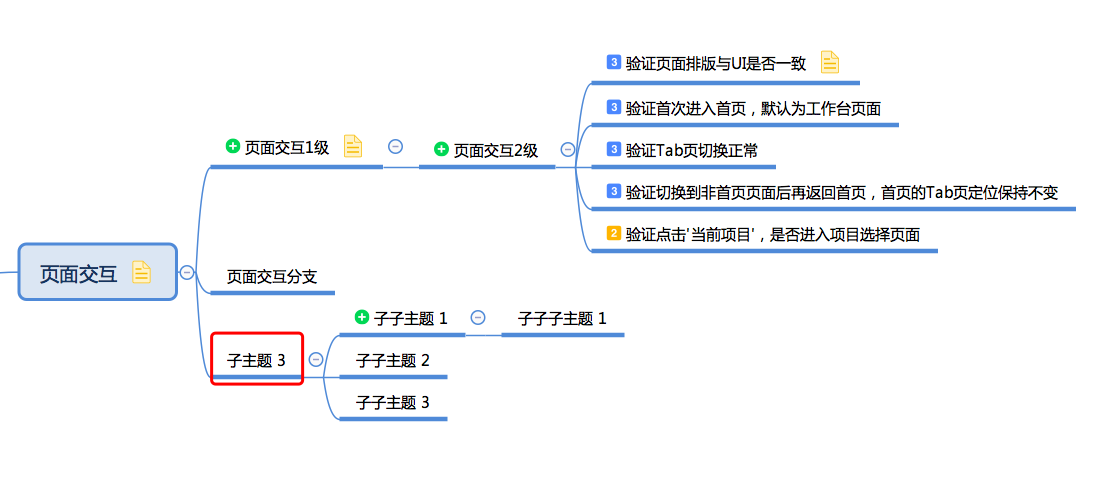 页面交互
页面交互1级
页面交互2级
3 验证页面排版与UI是否一致
3 验证首次进入首页，默认为工作台页面
3 验证Tab页切换正常
3 验证切换到非首页页面后再返回首页，首页的Tab页定位保持不变
2 验证点击'当前项目'，是否进入项目选择页面
页面交互分支
子主题 3
子子主题 1
子子子主题 1
子子主题 2
子子主题 3